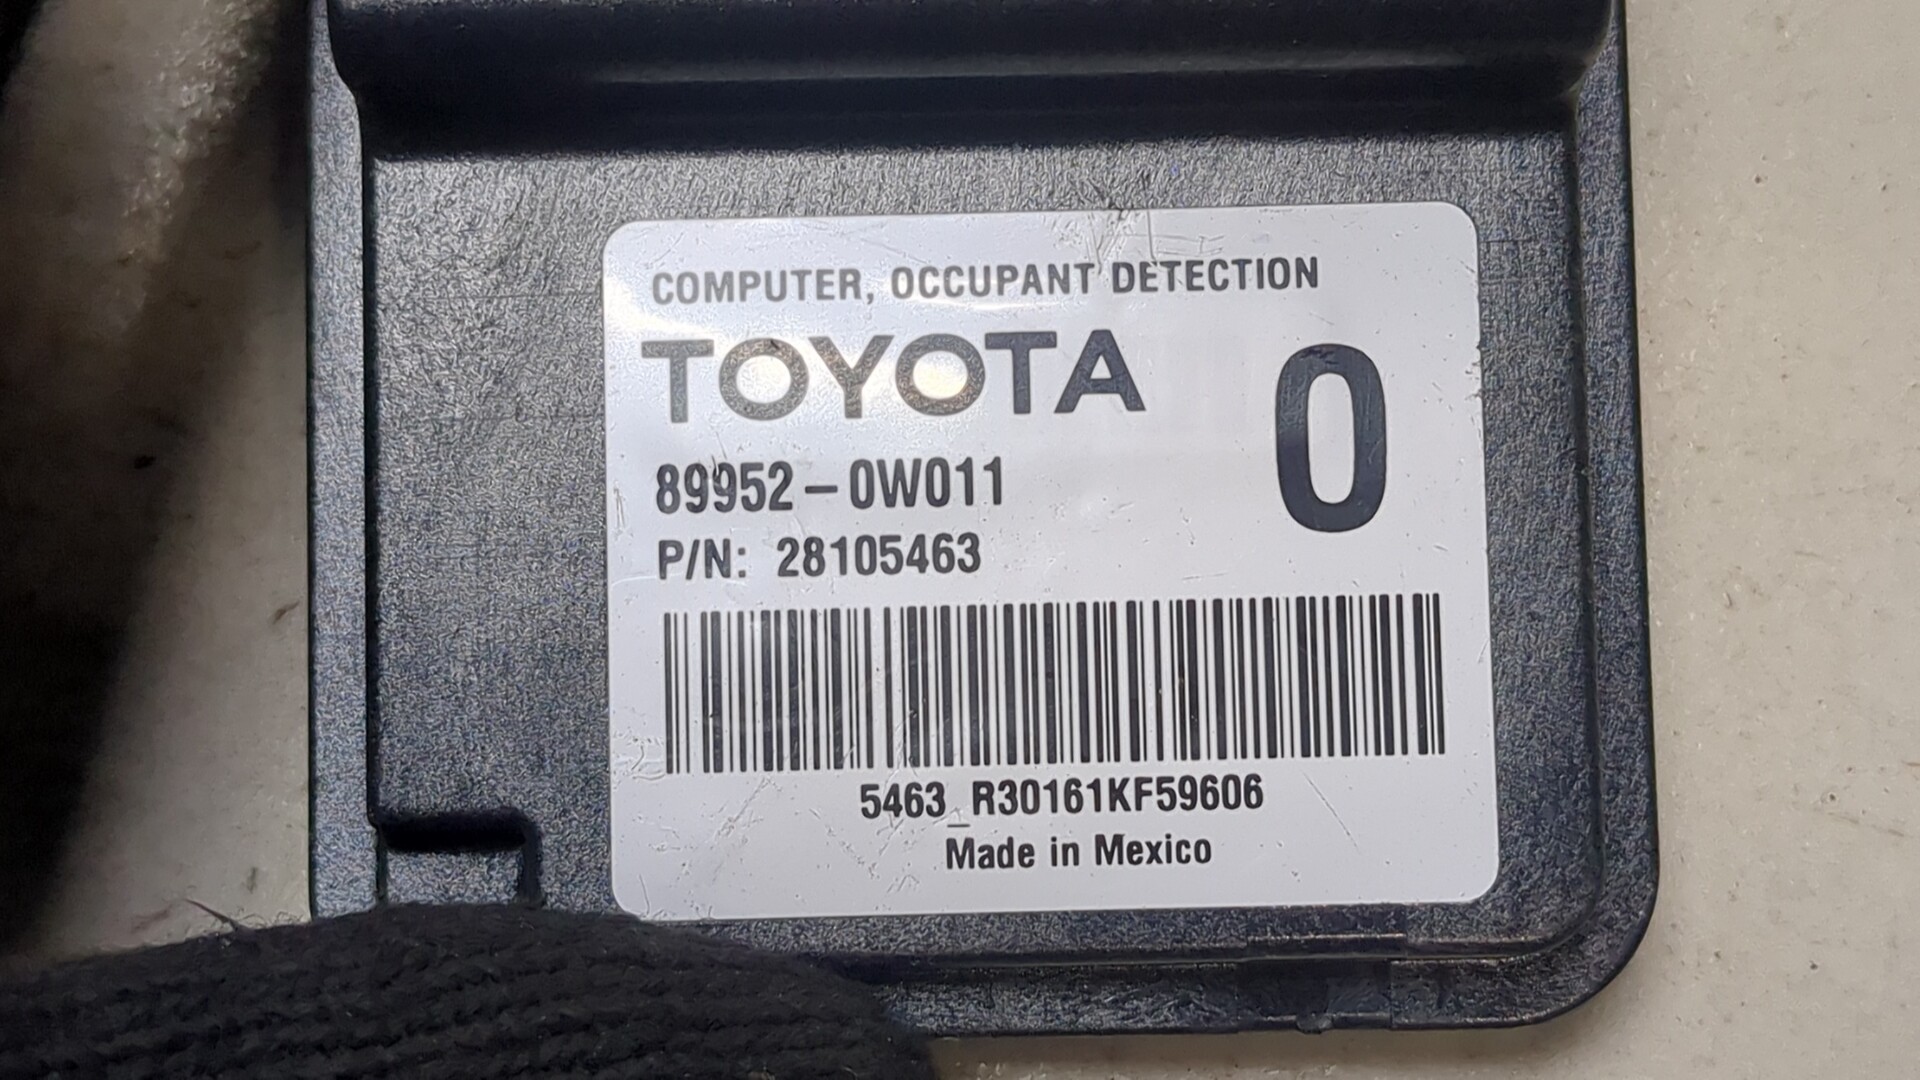 COMPUTER, OCCUPANT DETECTION
TOYOTA
0
89952-0W011
P/N: 28105463
5463_R30161KF59606
Made in Mexico